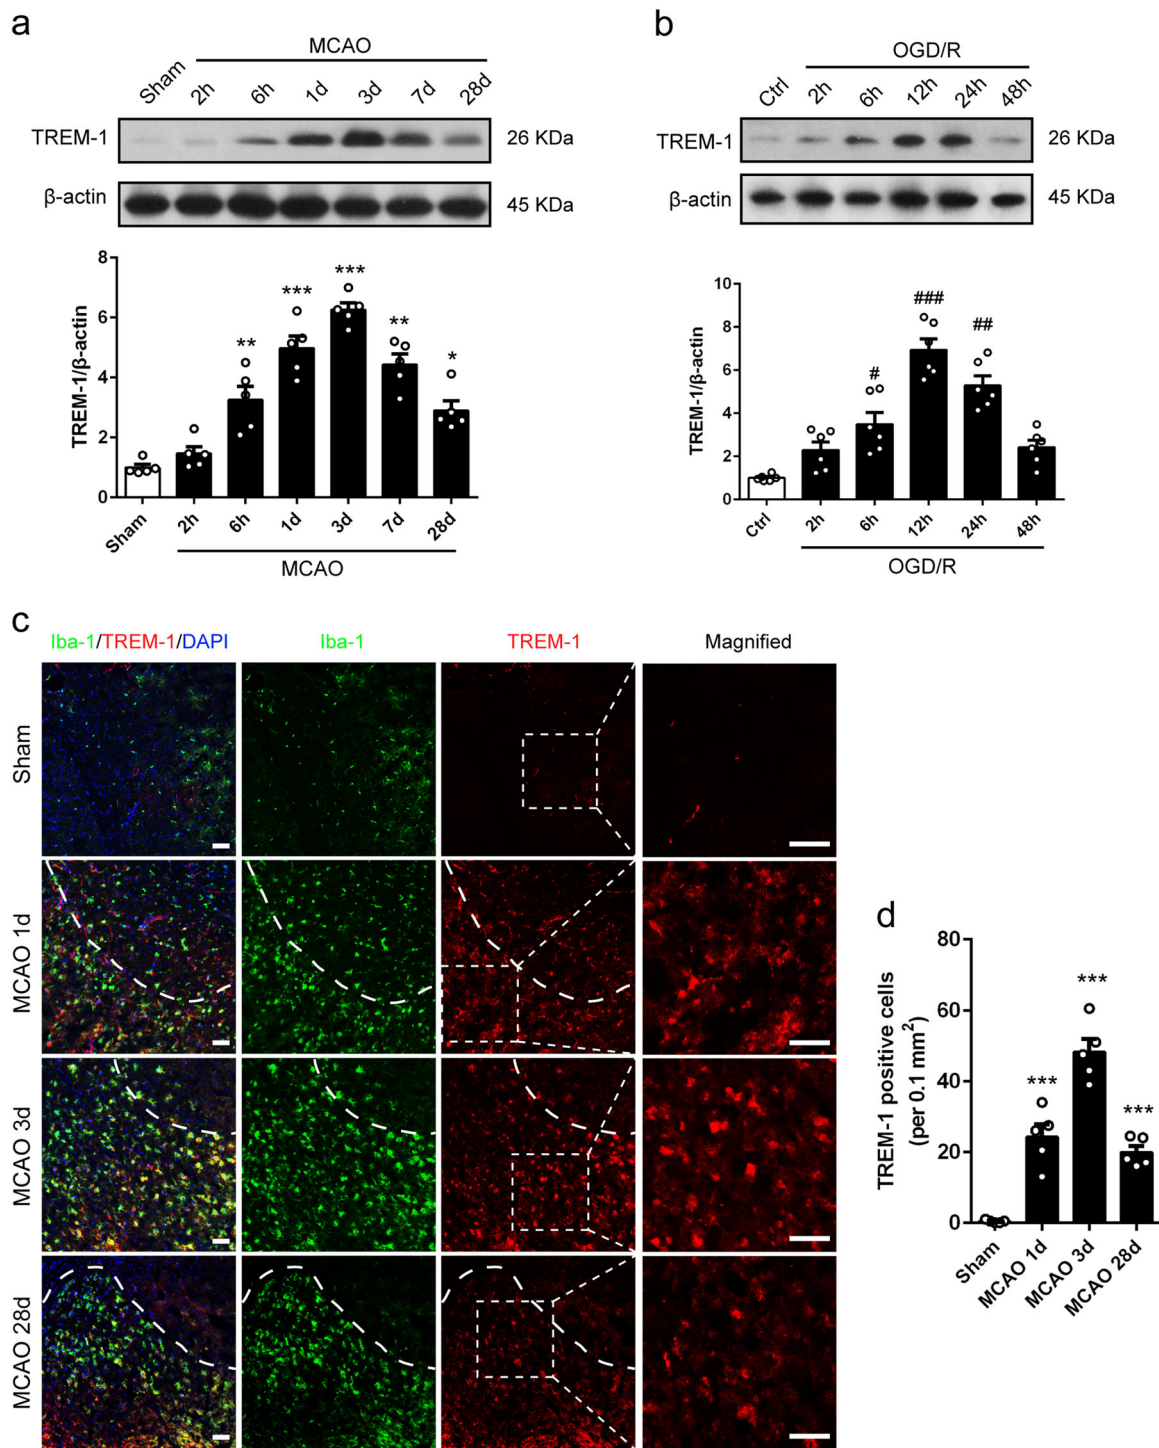 a
MCAO
Sham 2h 6h 1d 3d 7d 28d
TREM-1 26 KDa
β-actin 45 KDa
TREM-1/β-actin
8
6
4
2
0
** *** *** ** *
Sham 2h 6h 1d 3d 7d 28d
MCAO
b
OGD/R
Ctrl 2h 6h 12h 24h 48h
TREM-1 26 KDa
β-actin 45 KDa
TREM-1/β-actin
10
8
6
4
2
0
# ### ##
Ctrl 2h 6h 12h 24h 48h
OGD/R
c
Iba-1/TREM-1/DAPI Iba-1 TREM-1 Magnified
Sham
MCAO 1d
MCAO 3d
MCAO 28d
d
TREM-1 positive cells
(per 0.1 mm²)
80
60
40
20
0
*** *** ***
Sham MCAO 1d MCAO 3d MCAO 28d